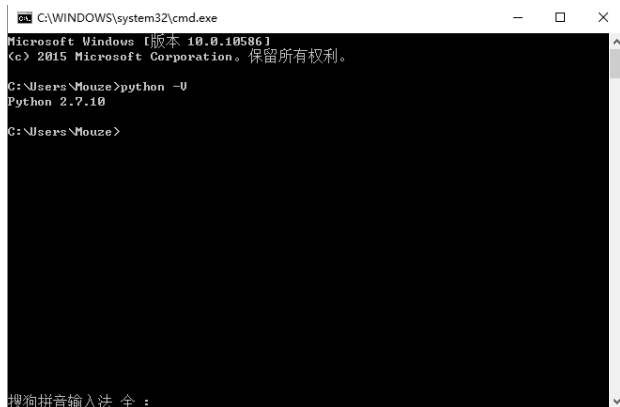 C:\WINDOWS\system32\cmd.exe
Microsoft Windows [版本 10.0.10586]
(c) 2015 Microsoft Corporation。保留所有权利。
C:\Users\Mouze>python -V
Python 2.7.10
C:\Users\Mouze>
搜狗拼音输入法 全 :